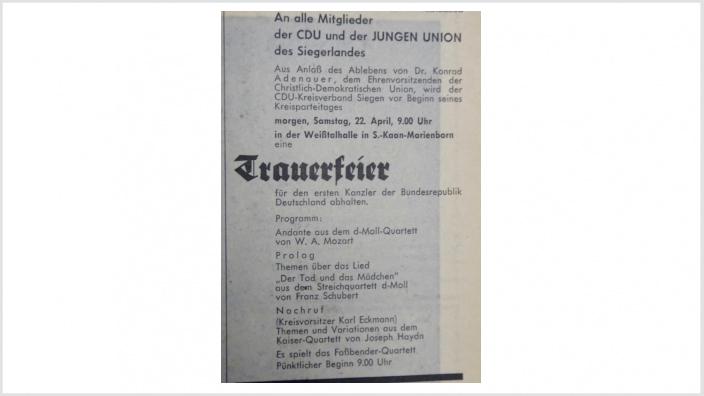 An alle Mitglieder
der CDU und der JUNGEN UNION
des Siegerlandes
Aus Anlaß des Ablebens von Dr. Konrad
Adenauer, dem Ehrenvorsitzenden der
Christlich-Demokratischen Union, wird der
CDU-Kreisverband Siegen vor Beginn seines
Kreisparteitages
morgen, Samstag, 22. April, 9.00 Uhr
in der Weißtalhalle in S.-Kaan-Marienborn
eine
Trauerfeier
für den ersten Kanzler der Bundesrepublik
Deutschland abhalten.
Programm:
Andante aus dem d-Moll-Quartett
von W. A. Mozart
Prolog
Themen über das Lied
„Der Tod und das Mädchen"
aus dem Streichquartett d-Moll
von Franz Schubert
Nachruf
(Kreisvorsitzer Karl Eckmann)
Themen und Variationen aus dem
Kaiser-Quartett von Joseph Haydn
Es spielt das Faßbender-Quartett
Pünktlicher Beginn 9.00 Uhr